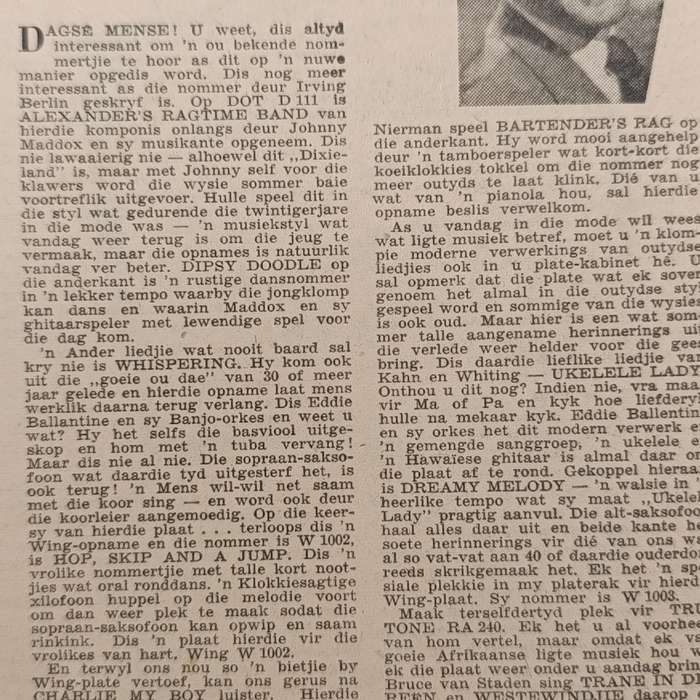 DAGSÊ MENSE! U weet, dis altyd
interessant om 'n ou bekende nom-
mertjie te hoor as dit op 'n nuwe
manier opgedis word. Dis nog meer
interessant as die nommer deur Irving
Berlin geskryf is. Op DOT D 111 is
ALEXANDER'S RAGTIME BAND van
hierdie komponis onlangs deur Johnny
Maddox en sy musikante opgeneem. Dis
nie lawaaierig nie — alhoewel dit „Dixie-
land" is, maar met Johnny self voor die
klawers word die wysie sommer baie
voortreflik uitgevoer. Hulle speel dit in
die styl wat gedurende die twintigerjare
in die mode was — 'n musiekstyl wat
vandag weer terug is om die jeug te
vermaak, maar die opnames is natuurlik
vandag ver beter. DIPSY DOODLE op
die anderkant is 'n rustige dansnommer
in 'n lekker tempo waarby die jongklomp
kan dans en waarin Maddox en sy
ghitaarspeler met lewendige spel voor
die dag kom.
'n Ander liedjie wat nooit baard sal
kry nie is WHISPERING. Hy kom ook
uit die „goeie ou dae" van 30 of meer
jaar gelede en hierdie opname laat mens
werklik daarna terug verlang. Dis Eddie
Ballantine en sy Banjo-orkes en weet u
wat? Hy het selfs die basviool uitge-
skop en hom met 'n tuba vervang!
Maar dis nie al nie. Die sopraan-sakso-
foon wat daardie tyd uitgesterf het, is
ook terug! 'n Mens wil-wil net saam
met die koor sing — en word ook deur
die koorleier aangemoedig. Op die keer-
sy van hierdie plaat . . . terloops dis 'n
Wing-opname en die nommer is W 1002,
is HOP, SKIP AND A JUMP. Dis 'n
vrolike nommertjie met talle kort noot-
jies wat oral ronddans. 'n Klokkiesagtige
xilofoon huppel op die melodie voort
om dan weer plek te maak sodat die
sopraan-saksofoon kan opwip en saam
rinkink. Dis 'n plaat hierdie vir die
vrolikes van hart. Wing W 1002.
En terwyl ons nou so 'n bietjie by
Wing-plate vertoef, kan ons gerus na
CHARLIE MY BOY luister. Hierdie
Nierman speel BARTENDER'S RAG op
die anderkant. Hy word mooi aangehelp
deur 'n tamboerspeler wat kort-kort die
koeiklokkies tokkel om die nommer nog
meer outyds te laat klink. Dié van u
wat van 'n pianola hou, sal hierdie
opname beslis verwelkom.
As u vandag in die mode wil wees
wat ligte musiek betref, moet u 'n klom-
pie moderne verwerkings van outydse
liedjies ook in u plate-kabinet hê. U
sal opmerk dat die plate wat ek sover
genoem het almal in die outydse styl
gespeel word en sommige van die wysies
is ook oud. Maar hier is een wat som-
mer talle aangename herinnerings uit
die verlede weer helder voor die gees
bring. Dis daardie lieflike liedjie van
Kahn en Whiting — UKELELE LADY.
Onthou u dit nog? Indien nie, vra maar
vir Ma of Pa en kyk hoe liefderyk
hulle na mekaar kyk. Eddie Ballentine
en sy orkes het dit modern verwerk en
'n gemengde sanggroep, 'n ukelele en
'n Hawaïese ghitaar is almal daar om
die plaat af te rond. Gekoppel hieraan
is DREAMY MELODY — 'n walsie in 'n
heerlike tempo wat sy maat „Ukelele
Lady" pragtig aanvul. Die alt-saksofoon
haal alles daar uit en beide kante het
soete herinnerings vir dié van ons wat
al so vat-vat aan 40 of daardie ouderdom
reeds skrikgemaak het. Ek het 'n spe-
siale plekkie in my platerak vir hierdie
Wing-plaat. Sy nommer is W 1003.
Maak terselfdertyd plek vir TRU-
TONE RA 240. Ek het u al voorheen
van hom vertel, maar omdat ek van
goeie Afrikaanse ligte musiek hou wil
ek die plaat weer onder u aandag bring.
Bruce van Staden sing TRANE IN DIE
REËN en WESTEWINDE daarop